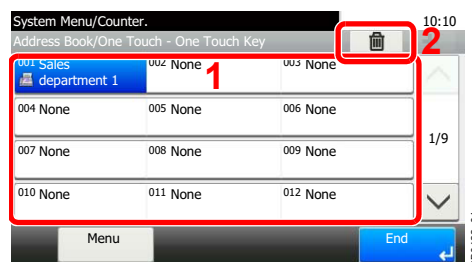 System Menu/Counter.
10:10
Address Book/One Touch - One Touch Key
2
001 Sales
department 1
002 None
003 None
1
004 None
005 None
006 None
1/9
007 None
008 None
009 None
010 None
011 None
012 None
Menu
End